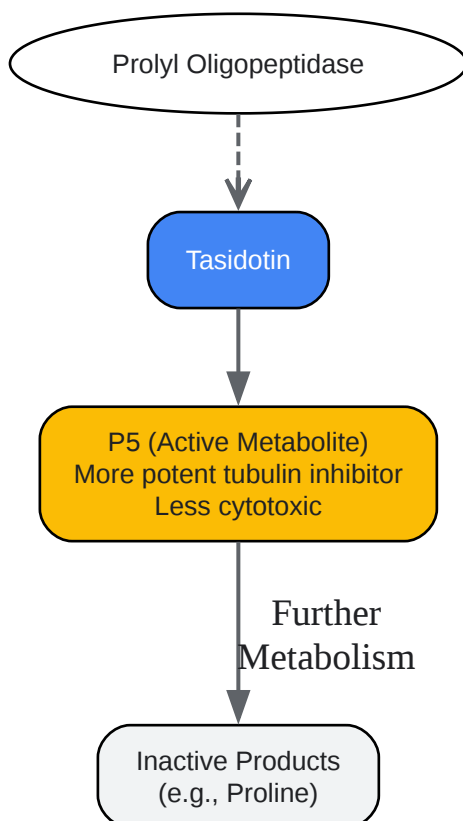 Prolyl Oligopeptidase
Tasidotin
P5 (Active Metabolite)
More potent tubulin inhibitor
Less cytotoxic
Further
Metabolism
Inactive Products
(e.g., Proline)